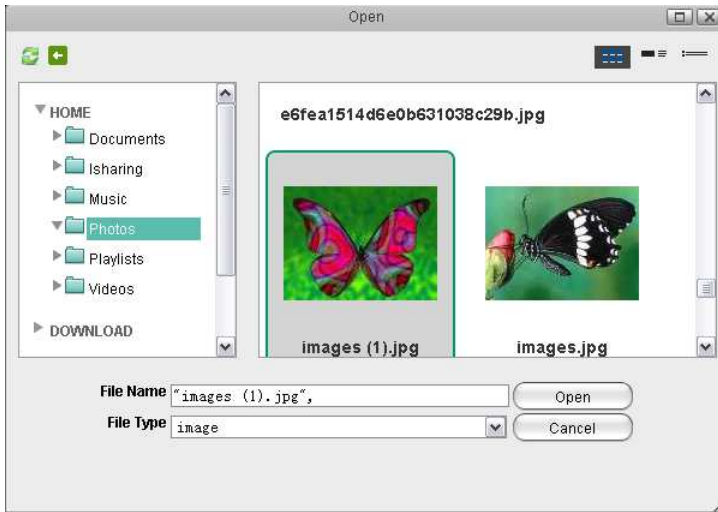 Open
HOME
Documents
Isharing
Music
Photos
Playlists
Videos
DOWNLOAD
e6fea1514d6e0b631038c29b.jpg
images (1).jpg
images.jpg
File Name "images (1).jpg",
Open
File Type image
Cancel